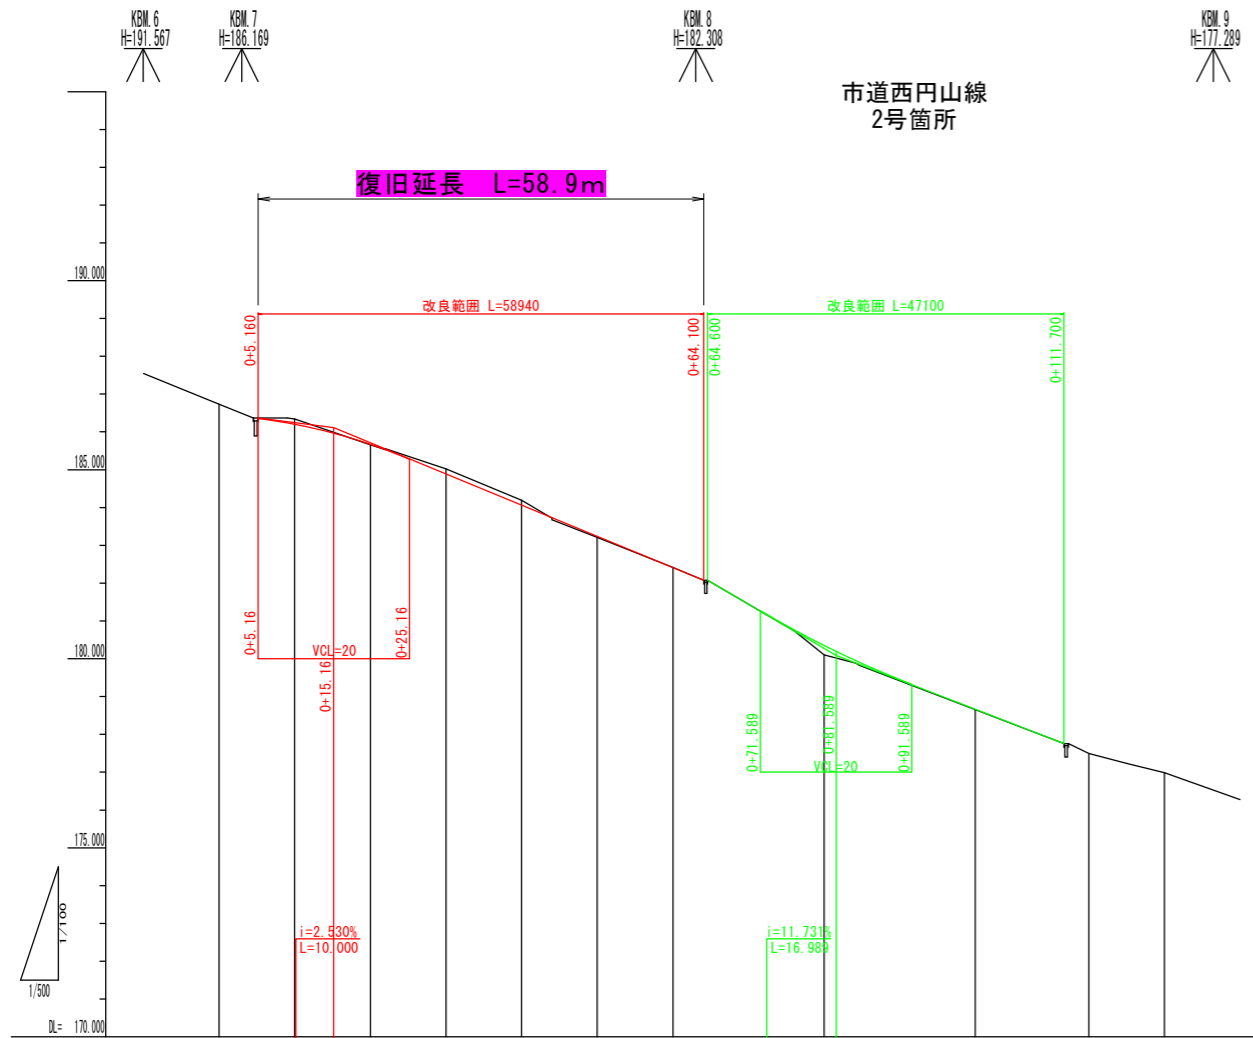 KBM.6
H=191.567
KBM.7
H=186.169
KBM.8
H=182.308
KBM.9
H=177.289
市道西円山線
2号箇所
復旧延長 L=58.9m
190.000
改良範囲 L=58940
改良範囲 L=47100
0+5.160
0+64.100
0+64.600
0+111.700
185.000
0+5.16
0+15.16
0+25.16
VCL=20
180.000
0+71.589
0+81.589
0+91.589
VCL=20
175.000
1/100
1/500
i=2.530%
L=10.000
i=11.731%
L=16.989
DL= 170.000